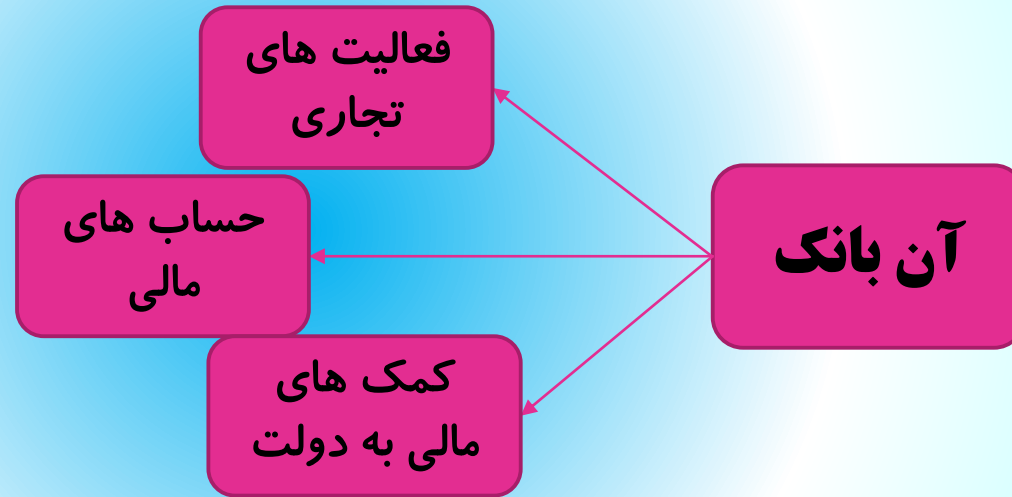 آن بانک
فعالیت های
تجاری
حساب های
مالی
کمک های
مالی به دولت